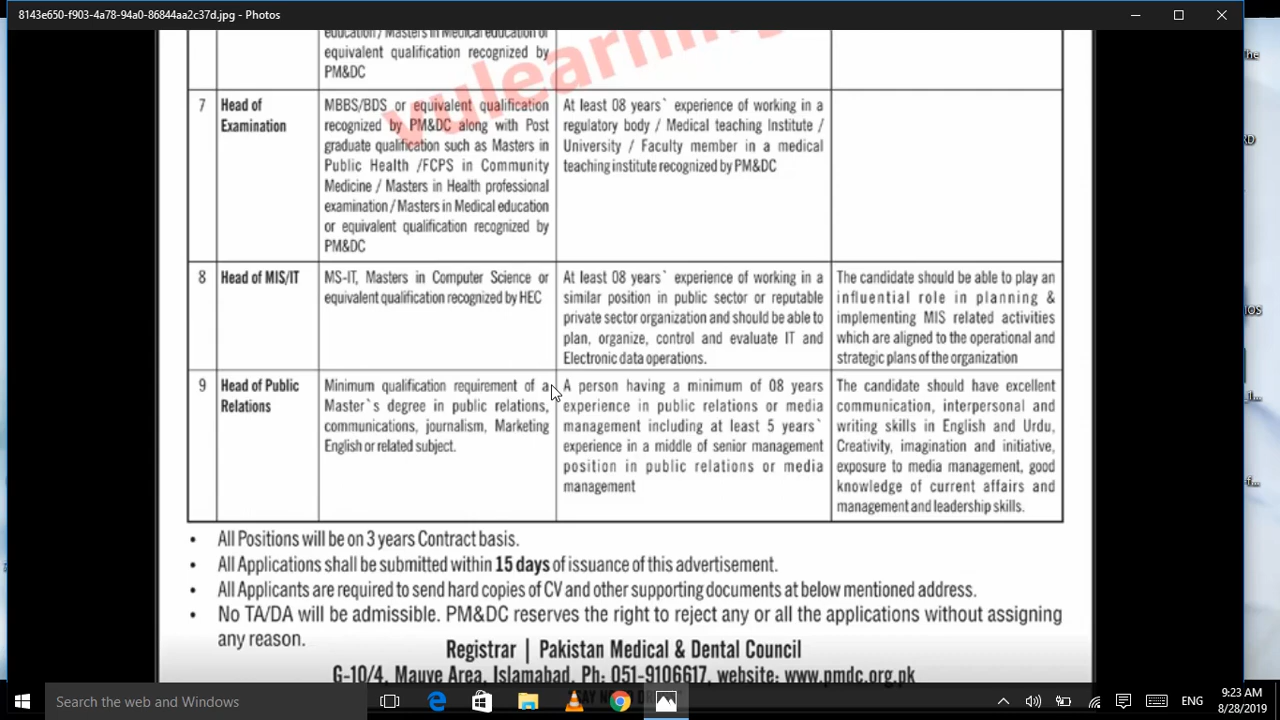 8143e650-f903-4a78-94a0-86844aa2c37d.jpg - Photos
education / Masters in Medical education or
equivalent qualification recognized by
PM&DC
vulearning
7
Head of
Examination
MBBS/BDS or equivalent qualification
recognized by PM&DC along with Post
graduate qualification such as Masters in
Public Health /FCPS in Community
Medicine / Masters in Health professional
examination / Masters in Medical education
or equivalent qualification recognized by
PM&DC
At least 08 years` experience of working in a
regulatory body / Medical teaching Institute /
University / Faculty member in a medical
teaching institute recognized by PM&DC
8
Head of MIS/IT
MS-IT, Masters in Computer Science or
equivalent qualification recognized by HEC
At least 08 years` experience of working in a
similar position in public sector or reputable
private sector organization and should be able to
plan, organize, control and evaluate IT and
Electronic data operations.
The candidate should be able to play an
influential role in planning &
implementing MIS related activities
which are aligned to the operational and
strategic plans of the organization
9
Head of Public
Relations
Minimum qualification requirement of a
Master`s degree in public relations,
communications, journalism, Marketing
English or related subject.
A person having a minimum of 08 years
experience in public relations or media
management including at least 5 years`
experience in a middle of senior management
position in public relations or media
management
The candidate should have excellent
communication, interpersonal and
writing skills in English and Urdu,
Creativity, imagination and initiative,
exposure to media management, good
knowledge of current affairs and
management and leadership skills.
• All Positions will be on 3 years Contract basis.
• All Applications shall be submitted within 15 days of issuance of this advertisement.
• All Applicants are required to send hard copies of CV and other supporting documents at below mentioned address.
• No TA/DA will be admissible. PM&DC reserves the right to reject any or all the applications without assigning
any reason.
Registrar | Pakistan Medical & Dental Council
G-10/4, Mauve Area, Islamabad, Ph: 051-9106617, website: www.pmdc.org.pk
Search the web and Windows
ENG
9:23 AM
8/28/2019